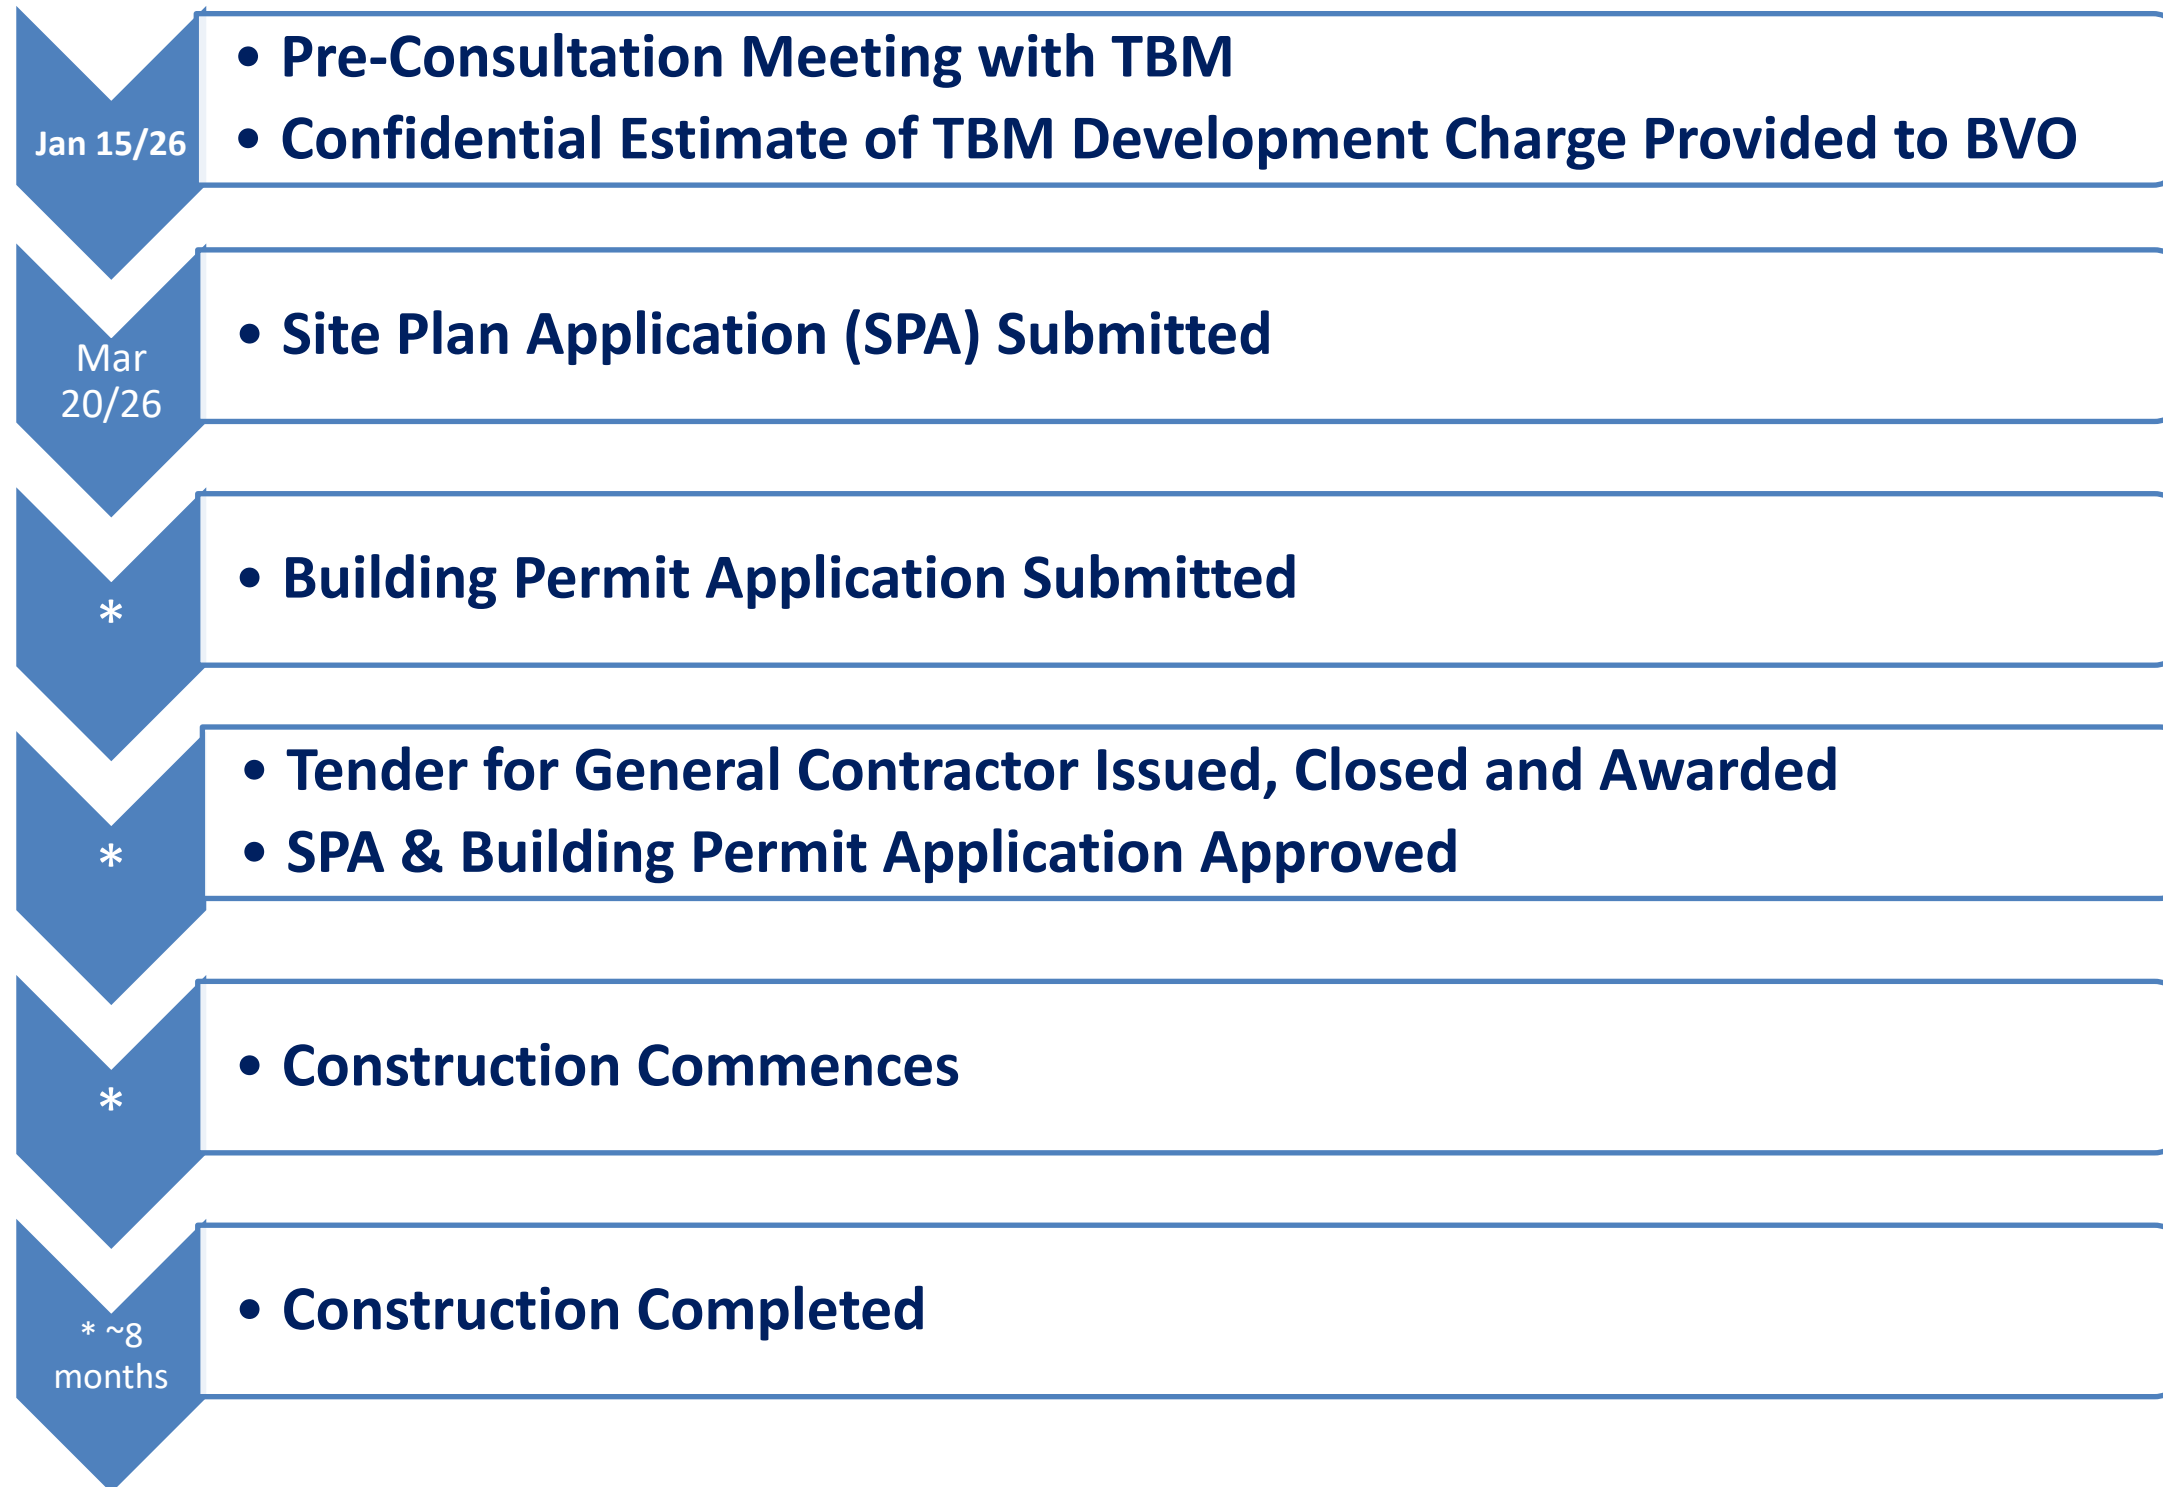 Jan 15/26
• Pre-Consultation Meeting with TBM
• Confidential Estimate of TBM Development Charge Provided to BVO
Mar
20/26
• Site Plan Application (SPA) Submitted
*
• Building Permit Application Submitted
*
• Tender for General Contractor Issued, Closed and Awarded
• SPA & Building Permit Application Approved
*
• Construction Commences
* ~8
months
• Construction Completed